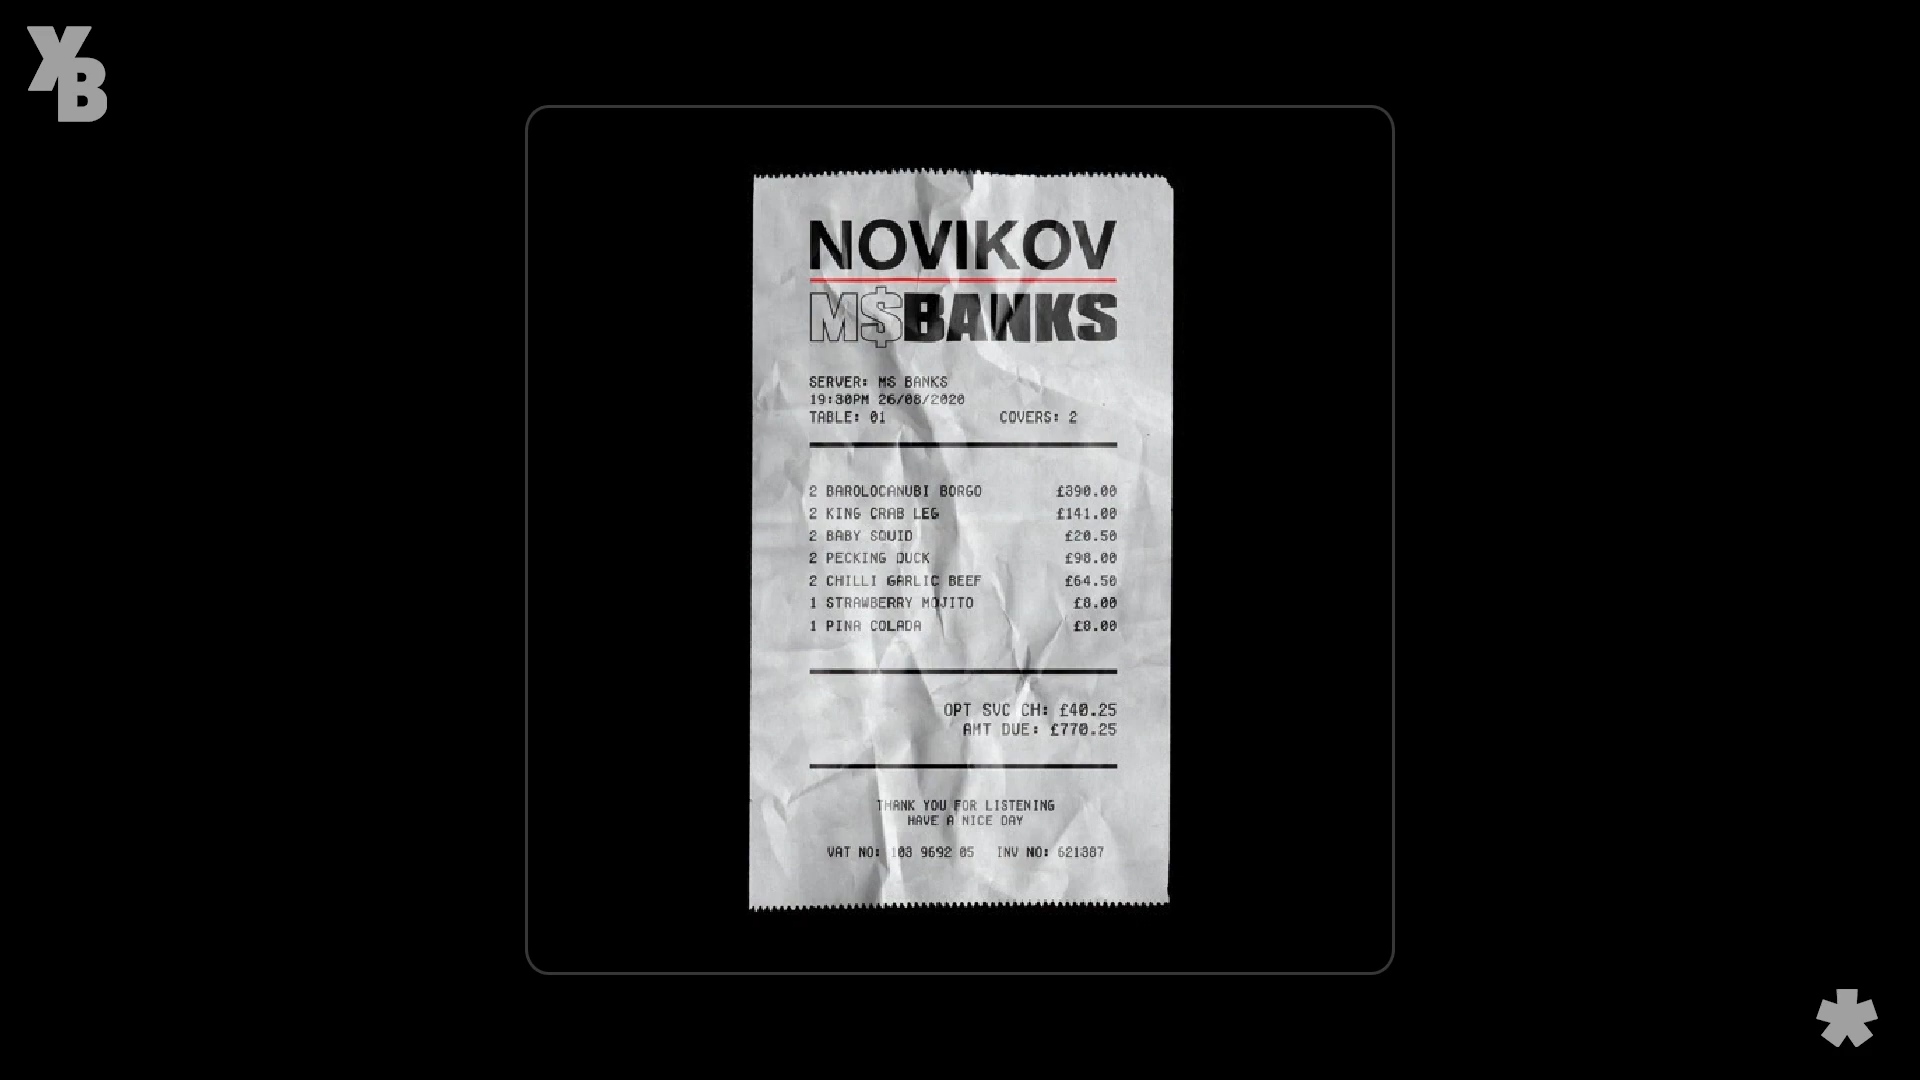 XB
NOVIKOV
M$BANKS
SERVER: MS BANKS
19:30PM 26/08/2020
TABLE: 01 COVERS: 2
2 BAROLOCANUBI BORGO £390.00
2 KING CRAB LEG £141.00
2 BABY SQUID £20.50
2 PECKING DUCK £98.00
2 CHILLI GARLIC BEEF £64.50
1 STRAWBERRY MOJITO £8.00
1 PINA COLADA £8.00
OPT SVC CH: £40.25
AMT DUE: £770.25
THANK YOU FOR LISTENING
HAVE A NICE DAY
VAT NO: 103 9692 05 INV NO: 621387